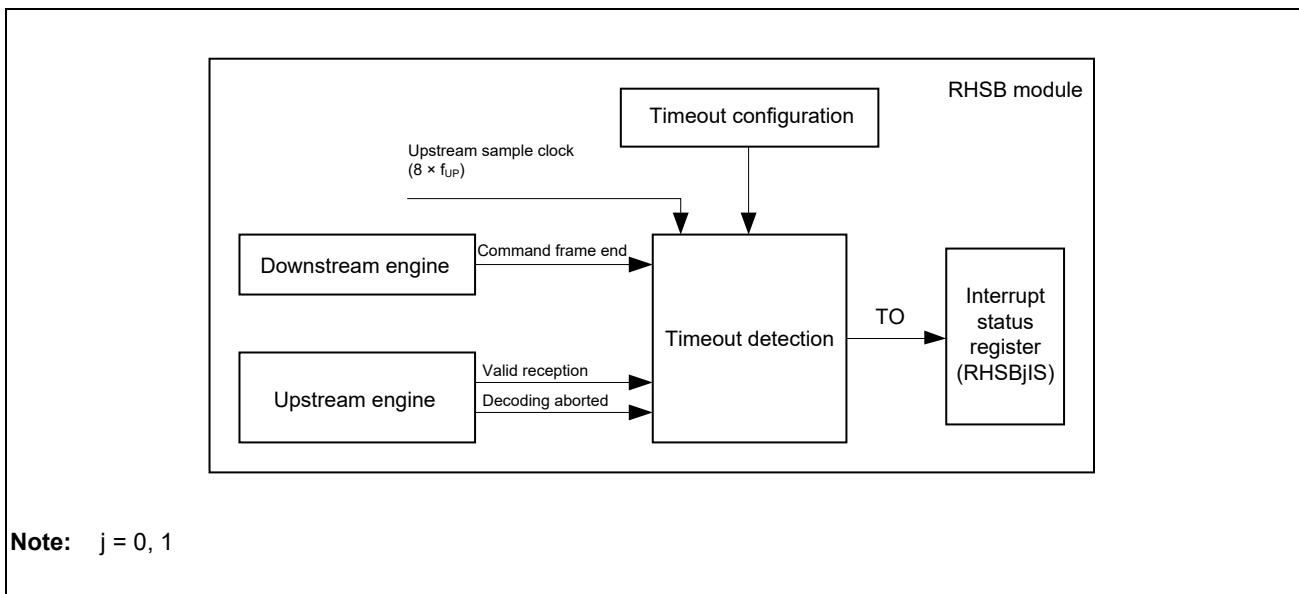 RHSB module
Timeout configuration
Upstream sample clock
(8 × fUP)
Downstream engine
Command frame end
Timeout detection
TO
Interrupt
status
register
(RHSBjIS)
Upstream engine
Valid reception
Decoding aborted
Note: j = 0, 1